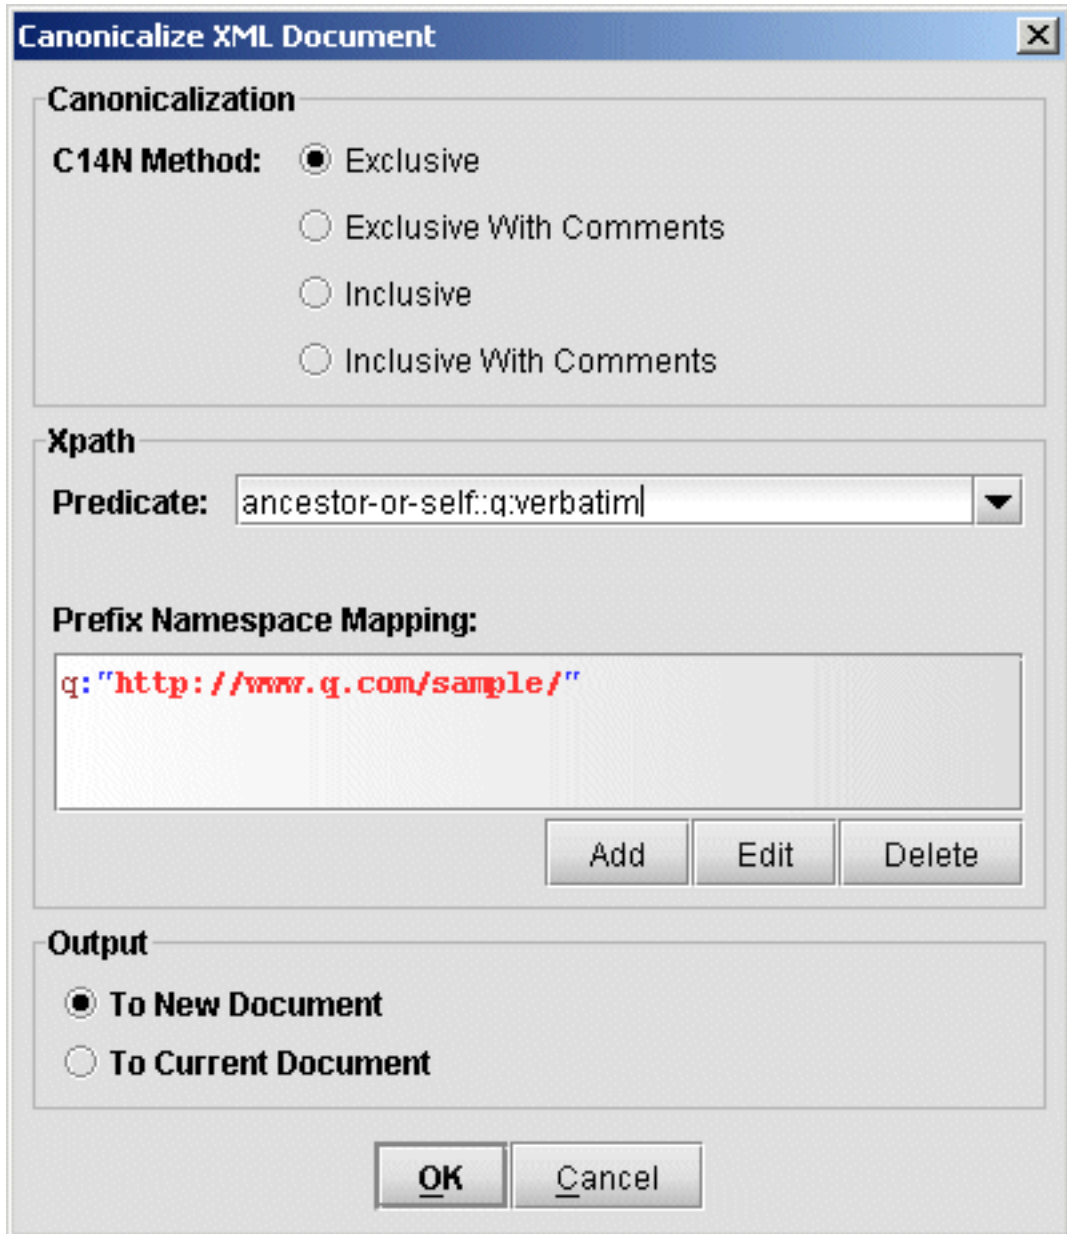 Canonicalize XML Document
Canonicalization
C14N Method: Exclusive
Exclusive With Comments
Inclusive
Inclusive With Comments
Xpath
Predicate: ancestor-or-self::q:verbatim
Prefix Namespace Mapping:
q:"http://www.q.com/sample/"
Add Edit Delete
Output
To New Document
To Current Document
OK Cancel